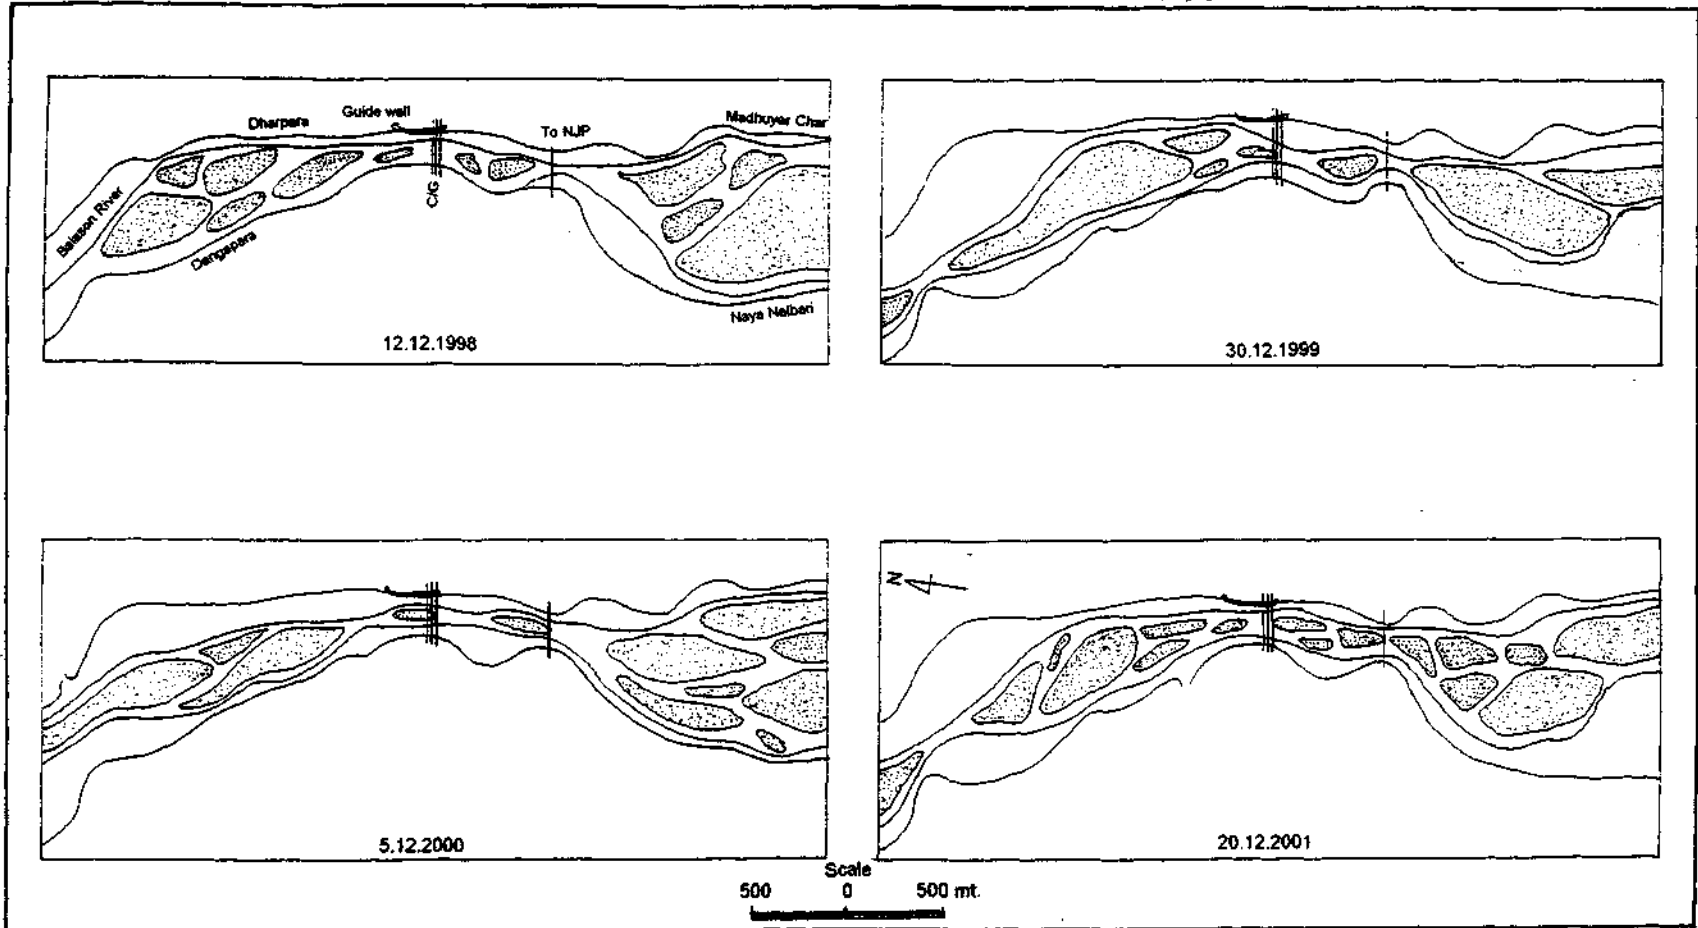 Dharpara
Guide wall
To NJP
Madhuyar Char
Balason River
C/G
Dangapara
Naya Nalbari
12.12.1998
30.12.1999
N
5.12.2000
20.12.2001
Scale
500 0 500 mt.